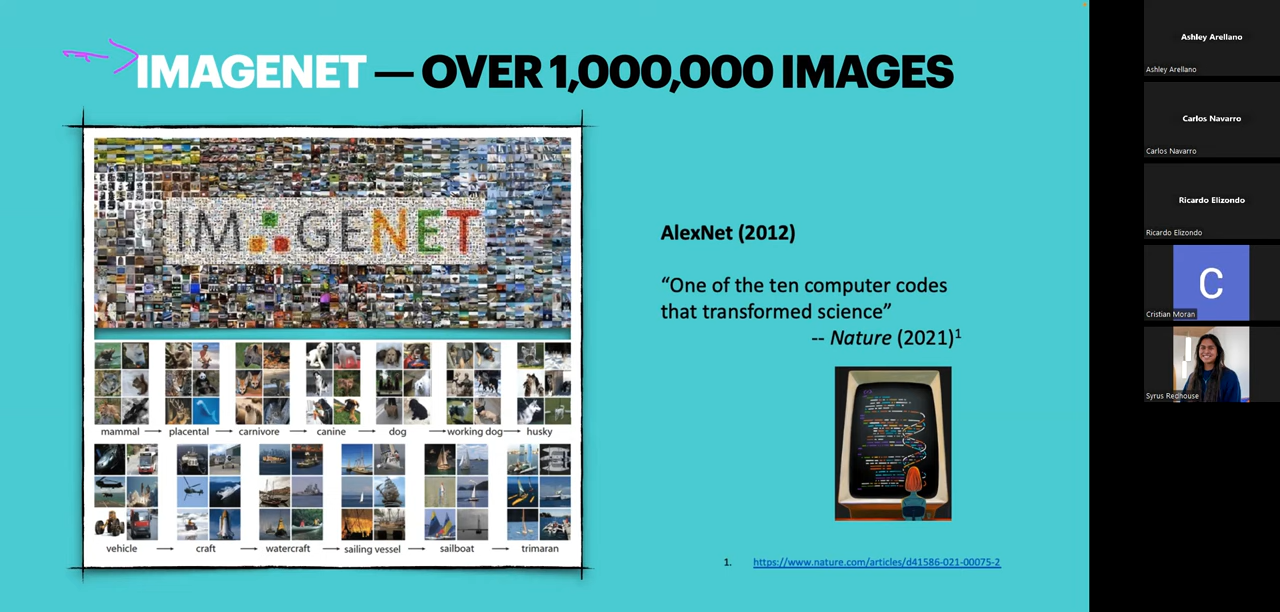 IMAGENET — OVER 1,000,000 IMAGES
IMAGENET
mammal placental carnivore canine dog working dog husky
vehicle craft watercraft sailing vessel sailboat trimaran
AlexNet (2012)
“One of the ten computer codes
that transformed science”
-- Nature (2021)1
1. https://www.nature.com/articles/d41586-021-00075-2
Ashley Arellano
Ashley Arellano
Carlos Navarro
Carlos Navarro
Ricardo Elizondo
Ricardo Elizondo
C
Cristian Moran
Syrus Redhouse